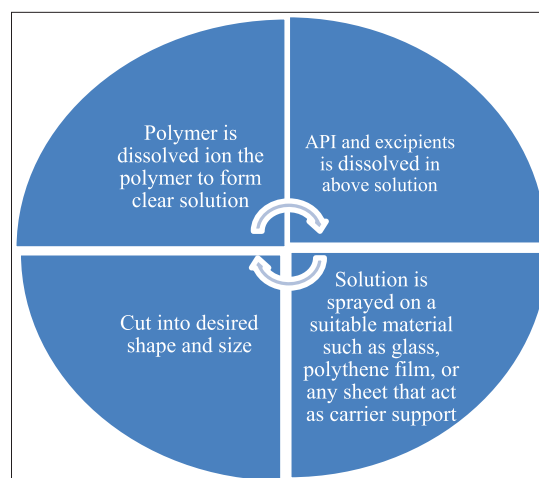 Polymer is
dissolved ion the
polymer to form
clear solution
API and excipients
is dissolved in
above solution
Solution is
sprayed on a
suitable material
such as glass,
polythene film, or
any sheet that act
as carrier support
Cut into desired
shape and size